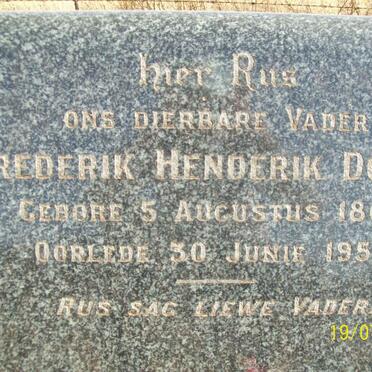 Hier Rus
ONS DIERBARE VADER
REDERIK HENDERIK DO
GEBORE 5 AUGUSTUS 18
OORLEDE 30 JUNIE 195
RUS SAG LIEWE VADER
19/0